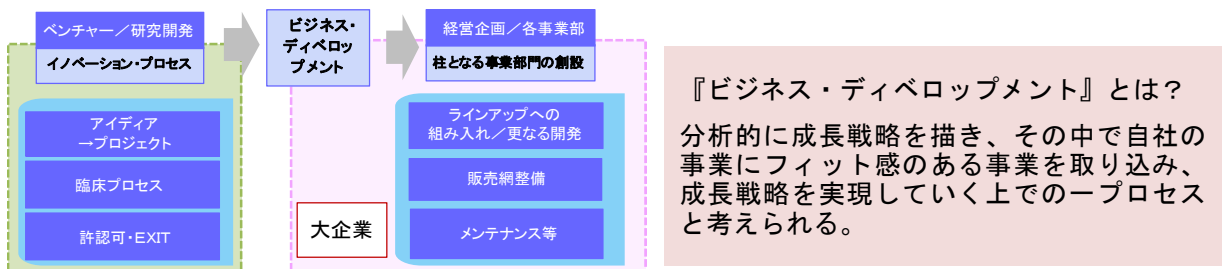 ベンチャー／研究開発
イノベーション・プロセス
アイディア
→プロジェクト
臨床プロセス
許認可・EXIT
ビジネス・
ディベロッ
プメント
経営企画／各事業部
柱となる事業部門の創設
ラインアップへの
組み入れ／更なる開発
販売網整備
メンテナンス等
大企業
『ビジネス・ディベロップメント』とは？
分析的に成長戦略を描き、その中で自社の
事業にフィット感のある事業を取り込み、
成長戦略を実現していく上での一プロセス
と考えられる。